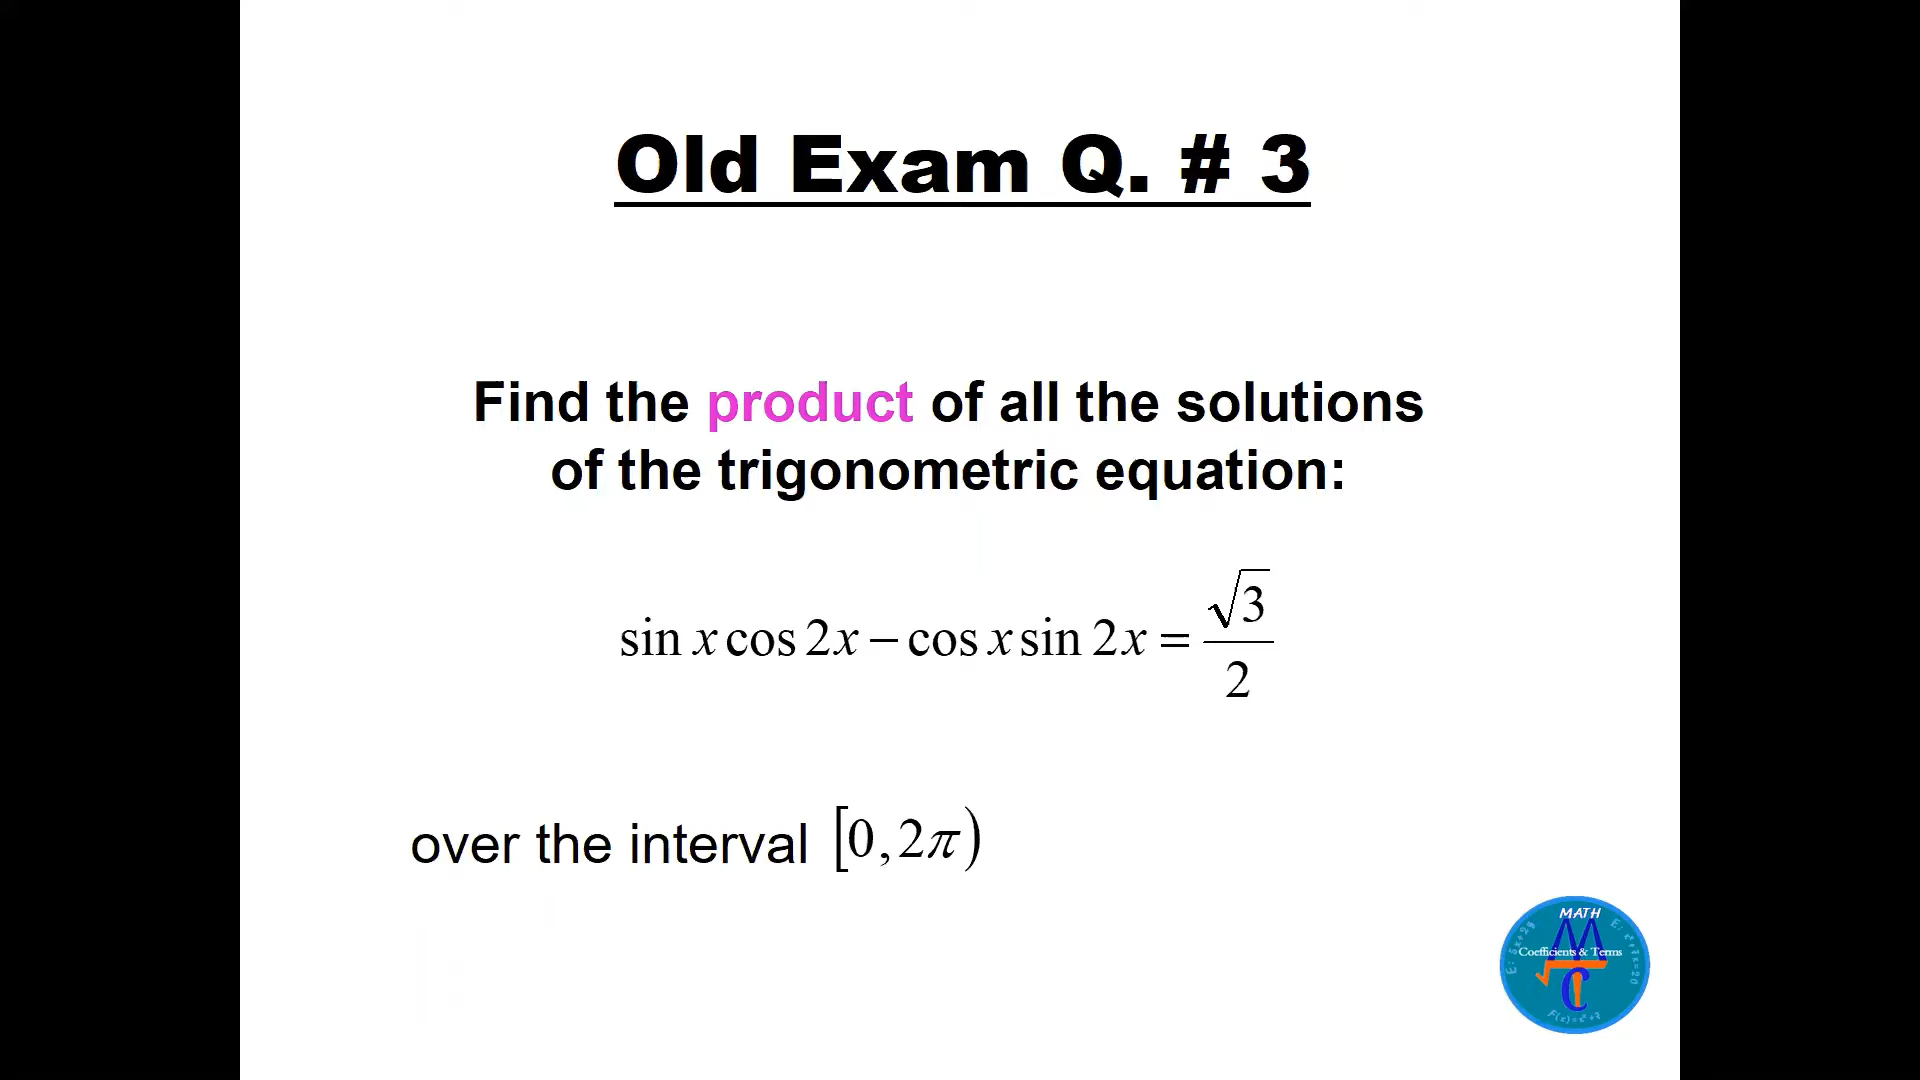 Old Exam Q. # 3
Find the product of all the solutions
of the trigonometric equation:
sin x cos 2x − cos x sin 2x = √3/2
over the interval [0, 2π)
MATH
Coefficients & Terms